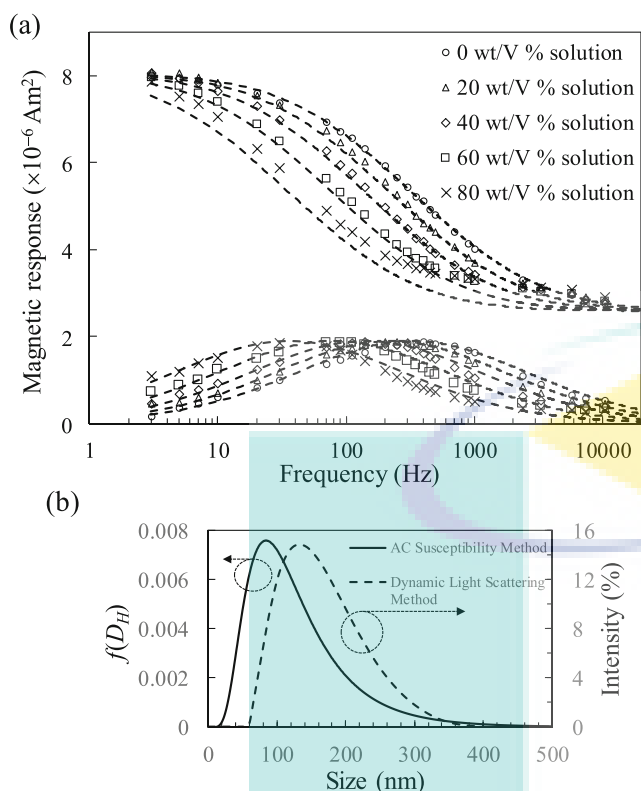 (a)
8
6
4
2
0
Magnetic response (×10⁻⁶ Am²)
0 wt/V % solution
20 wt/V % solution
40 wt/V % solution
60 wt/V % solution
80 wt/V % solution
1 10 100 1000 10000
Frequency (Hz)
(b)
0.008
0.006
0.004
0.002
0
f(D_H)
AC Susceptibility Method
Dynamic Light Scattering
Method
16
12
8
4
0
Intensity (%)
0 100 200 300 400 500
Size (nm)